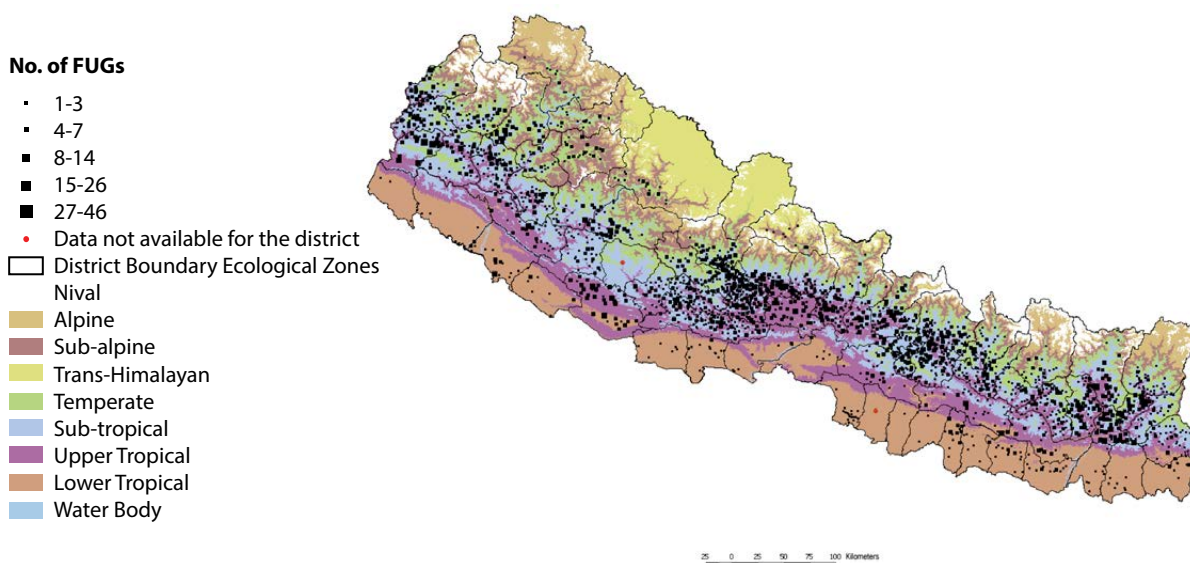 No. of FUGs
1-3
4-7
8-14
15-26
27-46
Data not available for the district
District Boundary Ecological Zones
Nival
Alpine
Sub-alpine
Trans-Himalayan
Temperate
Sub-tropical
Upper Tropical
Lower Tropical
Water Body
25 0 25 50 75 100 Kilometers